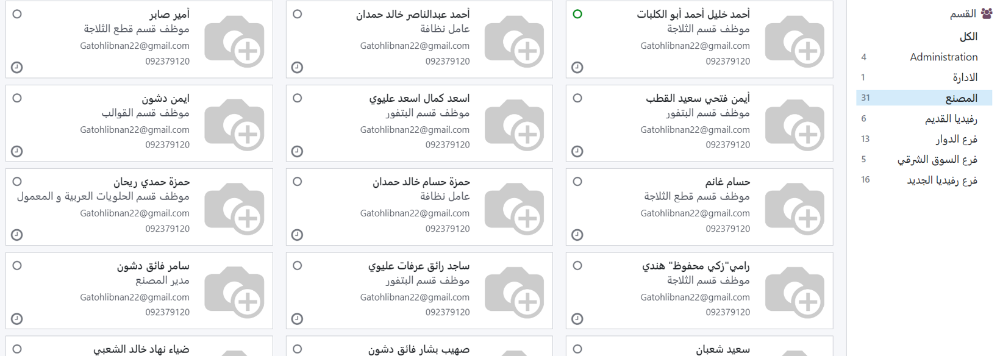 القسم
الكل
Administration 4
الادارة 1
المصنع 31
رفيديا القديم 6
فرع الدوار 13
فرع السوق الشرقي 5
فرع رفيديا الجديد 16
أحمد خليل أحمد أبو الكلبات
موظف قسم الثلاجة
Gatohlibnan22@gmail.com
092379120
أحمد عبدالناصر خالد حمدان
عامل نظافة
Gatohlibnan22@gmail.com
092379120
أمير صابر
موظف قسم قطع الثلاجة
Gatohlibnan22@gmail.com
092379120
أيمن فتحي سعيد القطب
موظف قسم البتفور
Gatohlibnan22@gmail.com
092379120
اسعد كمال اسعد عليوي
موظف قسم البتفور
Gatohlibnan22@gmail.com
092379120
ايمن دشون
موظف قسم القوالب
Gatohlibnan22@gmail.com
092379120
حسام غانم
موظف قسم قطع الثلاجة
Gatohlibnan22@gmail.com
092379120
حمزة حسام خالد حمدان
عامل نظافة
Gatohlibnan22@gmail.com
092379120
حمزة حمدي ريحان
موظف قسم الحلويات العربية و المعمول
Gatohlibnan22@gmail.com
092379120
رامي"زكي محفوظ" هندي
موظف قسم الثلاجة
Gatohlibnan22@gmail.com
092379120
ساجد رائق عرفات عليوي
موظف قسم البتفور
Gatohlibnan22@gmail.com
092379120
سامر فائق دشون
مدير المصنع
Gatohlibnan22@gmail.com
092379120
سعيد شعبان
صهيب بشار فائق دشون
ضياء نهاد خالد الشعبي